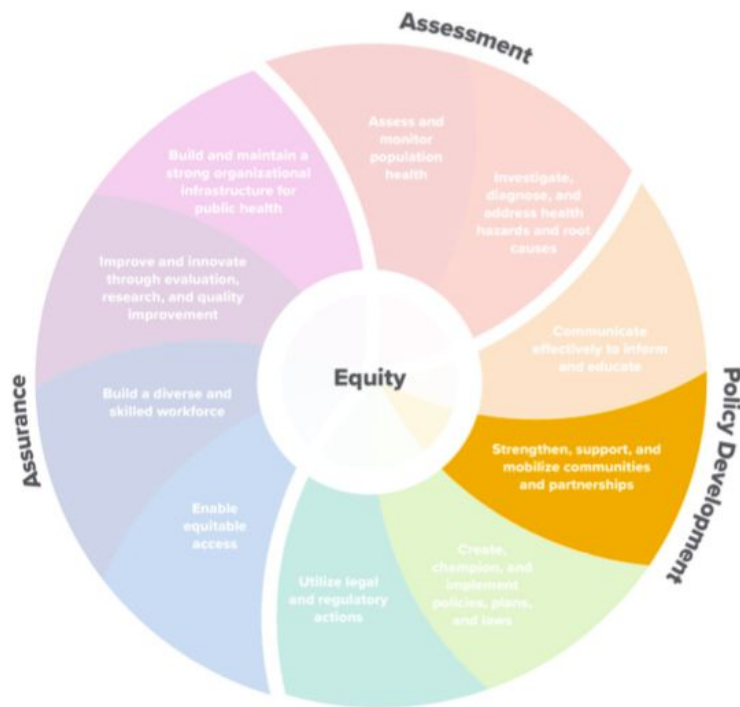 Assessment
Assess and
monitor
population
health
Investigate,
diagnose, and
address health
hazards and root
causes
Policy Development
Communicate
effectively to inform
and educate
Strengthen, support, and
mobilize communities
and partnerships
Create,
champion, and
implement
policies, plans,
and laws
Utilize legal
and regulatory
actions
Assurance
Enable
equitable
access
Build a diverse and
skilled workforce
Improve and innovate
through evaluation,
research, and quality
improvement
Build and maintain a
strong organizational
infrastructure for
public health
Equity